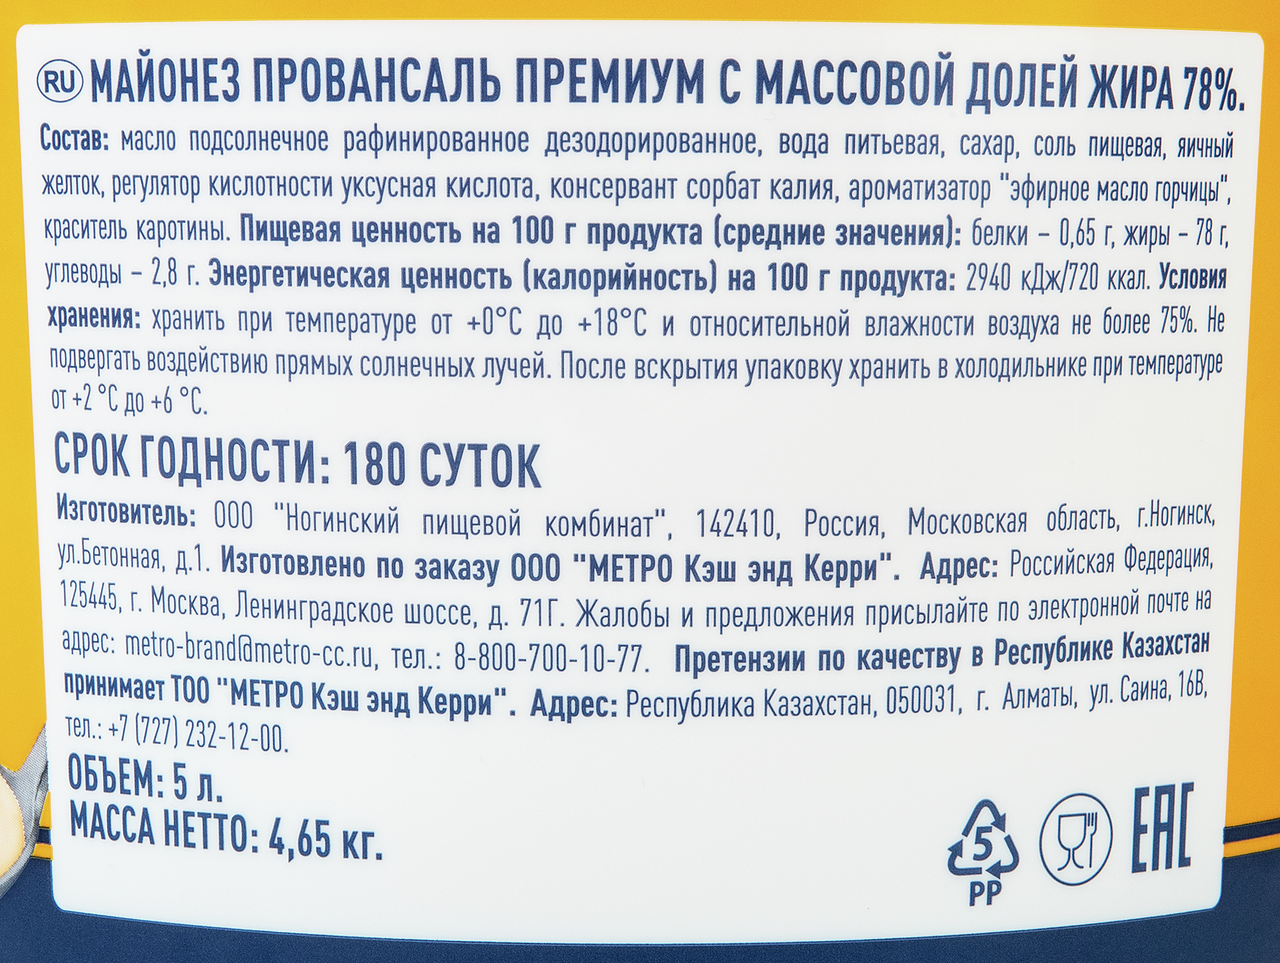 RU МАЙОНЕЗ ПРОВАНСАЛЬ ПРЕМИУМ С МАССОВОЙ ДОЛЕЙ ЖИРА 78%.
Состав: масло подсолнечное рафинированное дезодорированное, вода питьевая, сахар, соль пищевая, яичный
желток, регулятор кислотности уксусная кислота, консервант сорбат калия, ароматизатор "эфирное масло горчицы",
краситель каротины. Пищевая ценность на 100 г продукта (средние значения): белки – 0,65 г, жиры – 78 г,
углеводы – 2,8 г. Энергетическая ценность (калорийность) на 100 г продукта: 2940 кДж/720 ккал. Условия
хранения: хранить при температуре от +0°C до +18°C и относительной влажности воздуха не более 75%. Не
подвергать воздействию прямых солнечных лучей. После вскрытия упаковку хранить в холодильнике при температуре
от +2 °C до +6 °C.
СРОК ГОДНОСТИ: 180 СУТОК
Изготовитель: ООО "Ногинский пищевой комбинат", 142410, Россия, Московская область, г.Ногинск,
ул.Бетонная, д.1. Изготовлено по заказу ООО "МЕТРО Кэш энд Керри". Адрес: Российская Федерация,
125445, г. Москва, Ленинградское шоссе, д. 71Г. Жалобы и предложения присылайте по электронной почте на
адрес: metro-brand@metro-cc.ru, тел.: 8-800-700-10-77. Претензии по качеству в Республике Казахстан
принимает ТОО "МЕТРО Кэш энд Керри". Адрес: Республика Казахстан, 050031, г. Алматы, ул. Саина, 16В,
тел.: +7 (727) 232-12-00.
ОБЪЕМ: 5 л.
МАССА НЕТТО: 4,65 кг.
5
PP
EAC